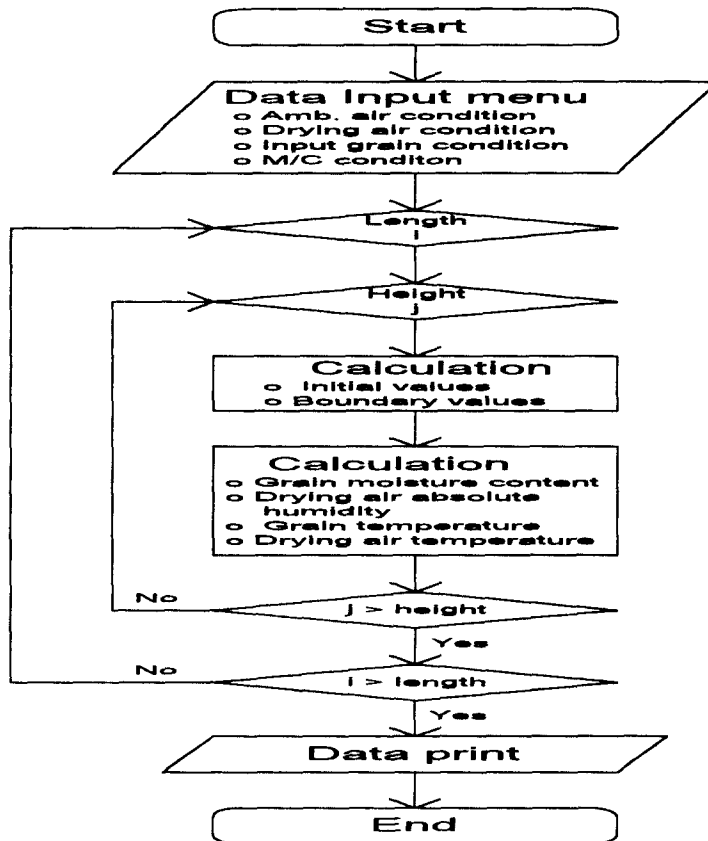 Start
Data Input menu
o Amb. air condition
o Drying air condition
o Input grain condition
o M/C conditon
Length
i
Height
j
Calculation
o Initial values
o Boundary values
Calculation
o Grain moisture content
o Drying air absolute
humidity
o Grain temperature
o Drying air temperature
No
j > height
Yes
No
i > length
Yes
Data print
End